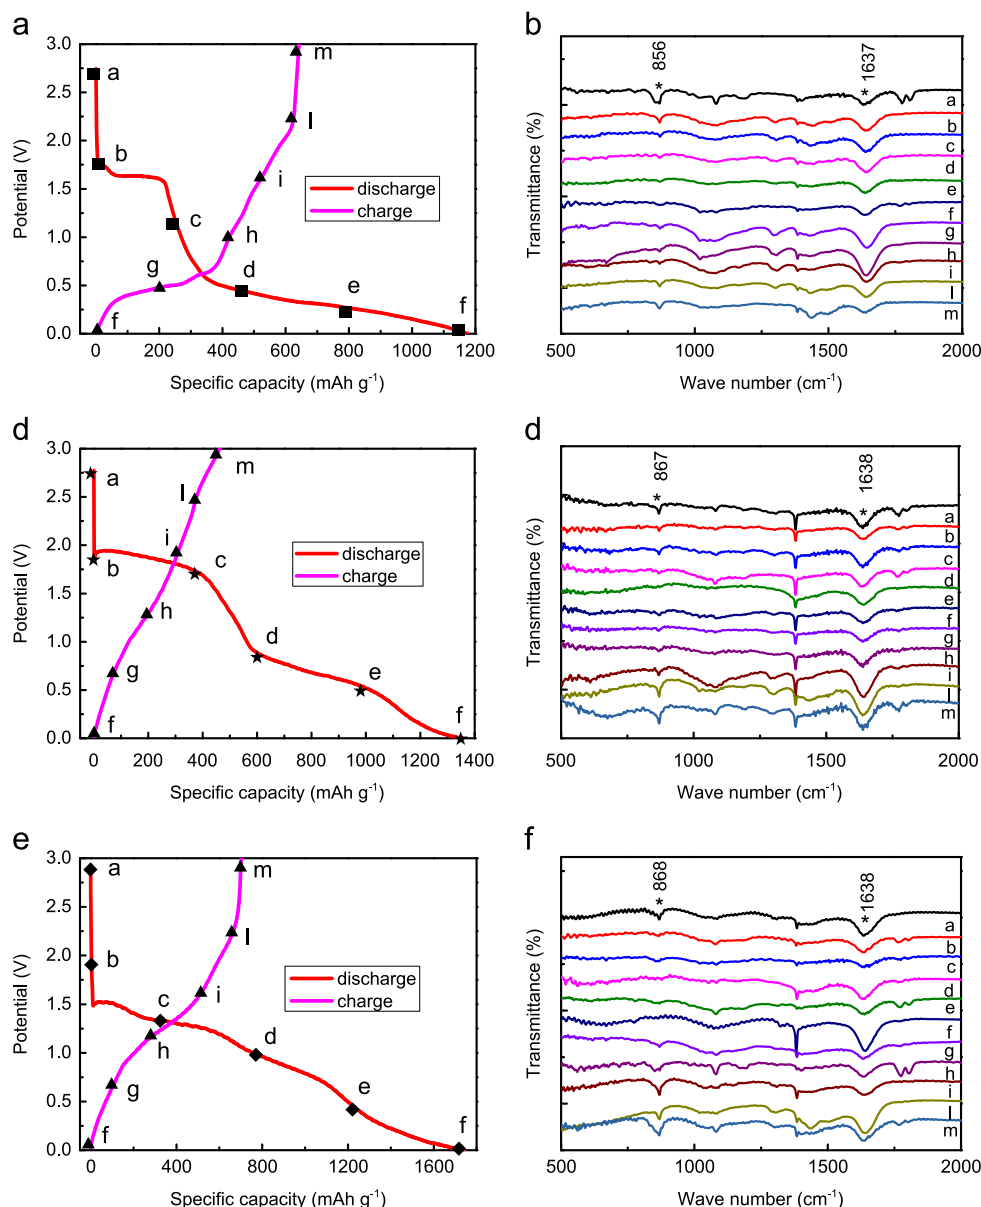 a
3.0
2.5
2.0
1.5
1.0
0.5
0.0
Potential (V)
a
b
c
d
e
f
f
g
h
i
l
m
discharge
charge
0 200 400 600 800 1000 1200
Specific capacity (mAh g-1)
b
Transmittance (%)
* 856
* 1637
a
b
c
d
e
f
g
h
i
l
m
500 1000 1500 2000
Wave number (cm-1)
d
3.0
2.5
2.0
1.5
1.0
0.5
0.0
Potential (V)
a
b
c
d
e
f
f
g
h
i
l
m
discharge
charge
0 200 400 600 800 1000 1200 1400
Specific capacity (mAh g-1)
d
Transmittance (%)
* 867
* 1638
a
b
c
d
e
f
g
h
i
l
m
500 1000 1500 2000
Wave number (cm-1)
e
3.0
2.5
2.0
1.5
1.0
0.5
0.0
Potential (V)
a
b
c
d
e
f
f
g
h
i
l
m
discharge
charge
0 400 800 1200 1600
Specific capacity (mAh g-1)
f
Transmittance (%)
* 868
* 1638
a
b
c
d
e
f
g
h
i
l
m
500 1000 1500 2000
Wave number (cm-1)